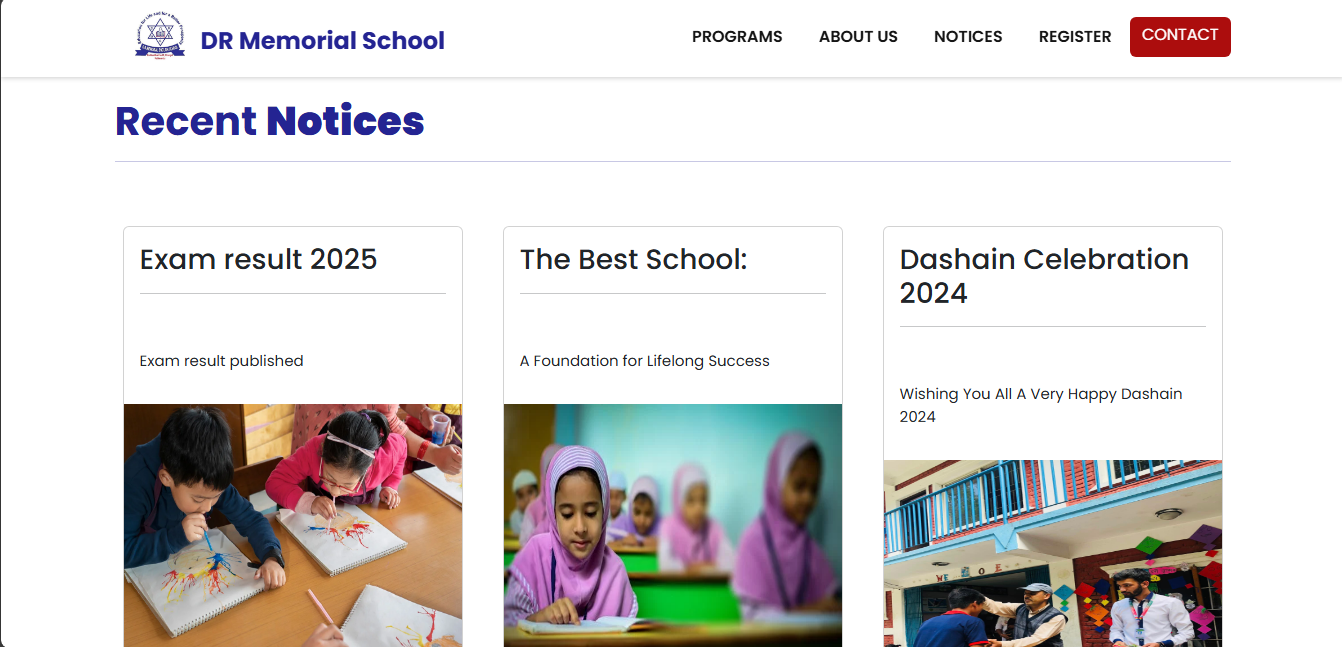 DR Memorial School
PROGRAMS
ABOUT US
NOTICES
REGISTER
CONTACT
Recent Notices
Exam result 2025
Exam result published
The Best School:
A Foundation for Lifelong Success
Dashain Celebration
2024
Wishing You All A Very Happy Dashain
2024